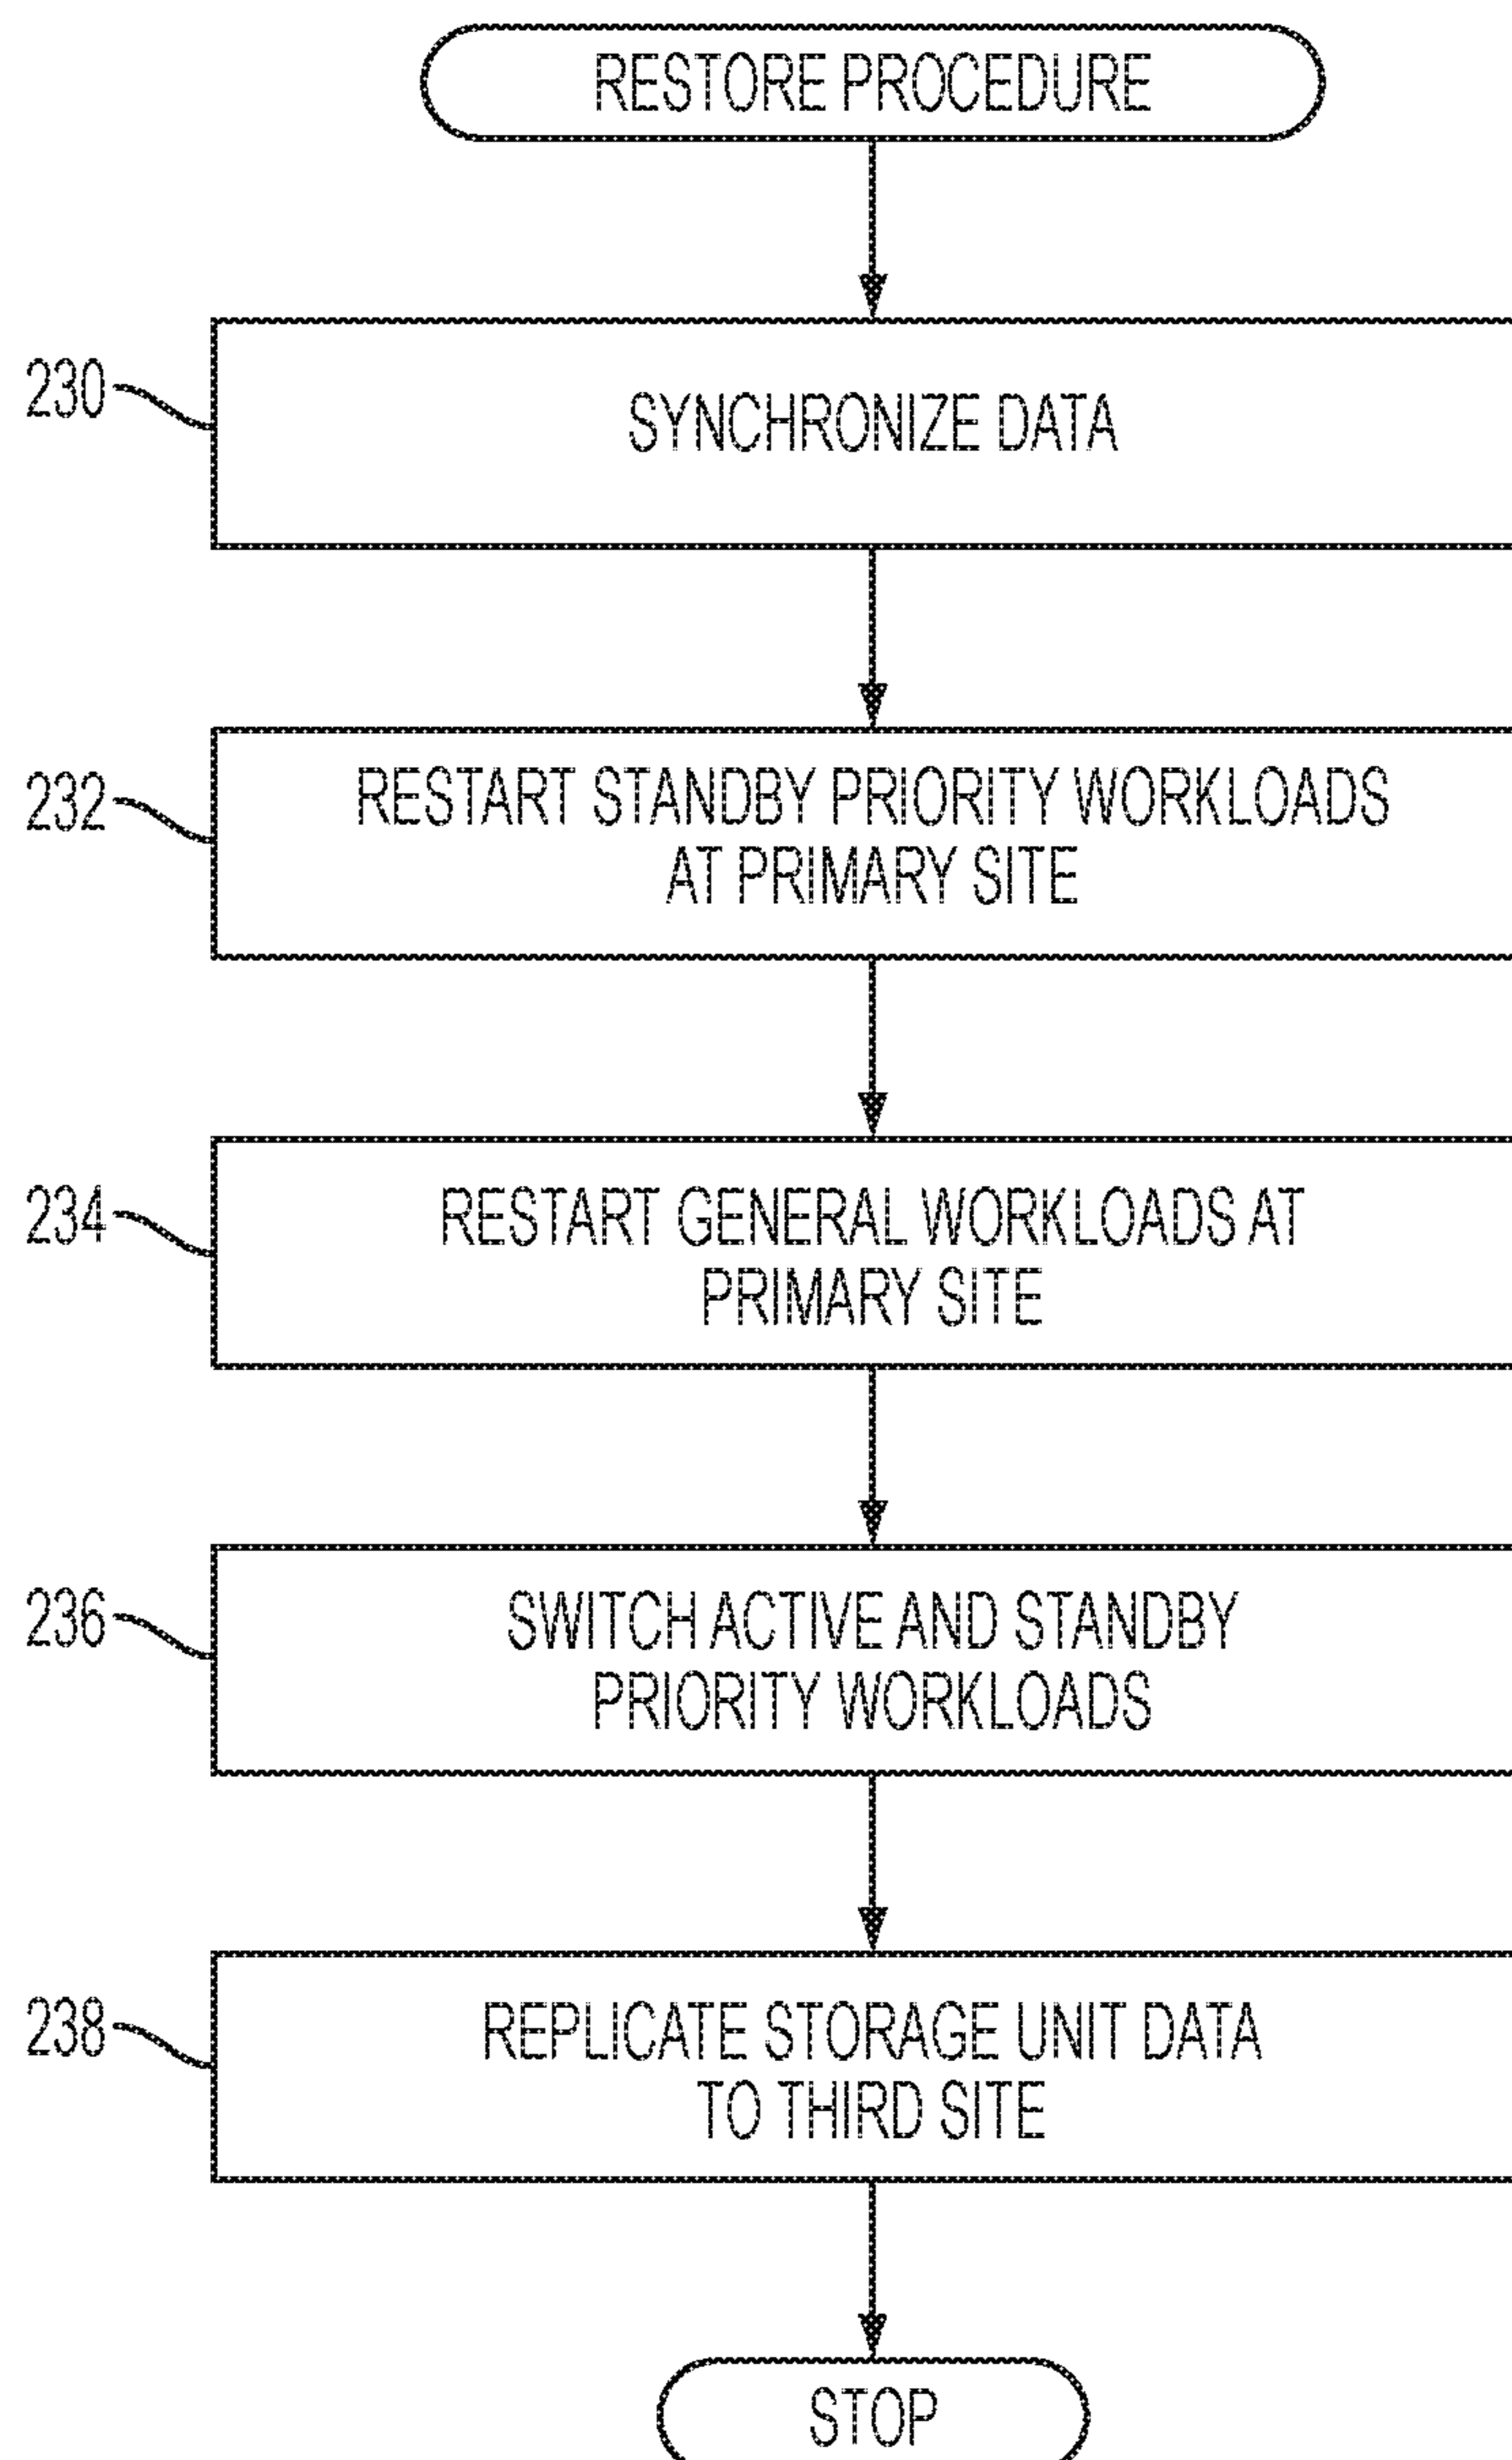 RESTORE PROCEDURE
230
SYNCHRONIZE DATA
232
RESTART STANDBY PRIORITY WORKLOADS
AT PRIMARY SITE
234
RESTART GENERAL WORKLOADS AT
PRIMARY SITE
236
SWITCH ACTIVE AND STANDBY
PRIORITY WORKLOADS
238
REPLICATE STORAGE UNIT DATA
TO THIRD SITE
STOP